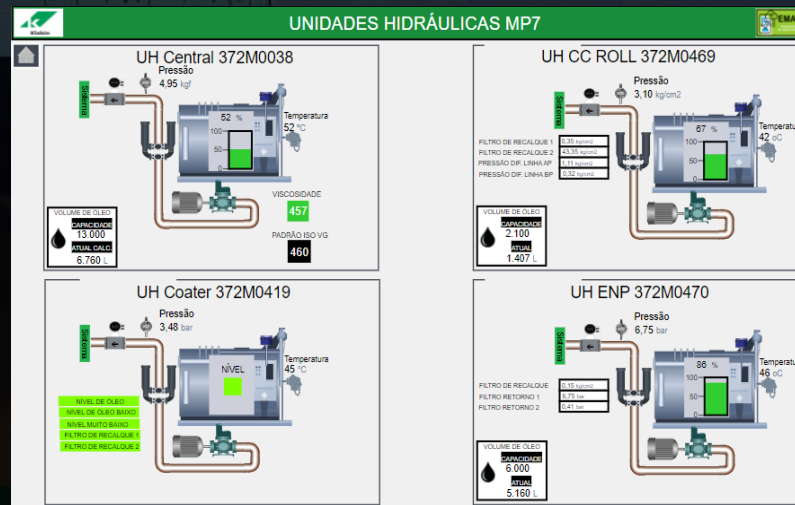 Klabin
UNIDADES HIDRÁULICAS MP7
EMA
UH Central 372M0038
Pressão
4,95 kgf
Sistema
52 %
100
50
0
Temperatura
52 °C
VISCOSIDADE
457
PADRÃO ISO VG
460
VOLUME DE ÓLEO
CAPACIDADE
13.000
ATUAL CALC.
6.760 L
UH CC ROLL 372M0469
Pressão
3,10 kg/cm2
Sistema
67 %
100
50
0
Temperatu
42 oC
FILTRO DE RECALQUE 1 0,35 kg/cm2
FILTRO DE RECALQUE 2 43,35 kg/cm2
PRESSÃO DIF. LINHA AP 1,11 kg/cm2
PRESSÃO DIF. LINHA BP 0,32 kg/cm2
VOLUME DE ÓLEO
CAPACIDADE
2.100
ATUAL
1.407 L
UH Coater 372M0419
Pressão
3,48 bar
Sistema
NÍVEL
Temperatura
45 °C
NÍVEL DE ÓLEO
NÍVEL DE ÓLEO BAIXO
NÍVEL MUITO BAIXO
FILTRO DE RECALQUE 1
FILTRO DE RECALQUE 2
UH ENP 372M0470
Pressão
6,75 bar
Sistema
86 %
100
50
0
Temperatu
46 oC
FILTRO DE RECALQUE 0,15 kg/cm2
FILTRO RETORNO 1 6,75 bar
FILTRO RETORNO 2 0,41 bar
VOLUME DE ÓLEO
CAPACIDADE
6.000
ATUAL
5.160 L